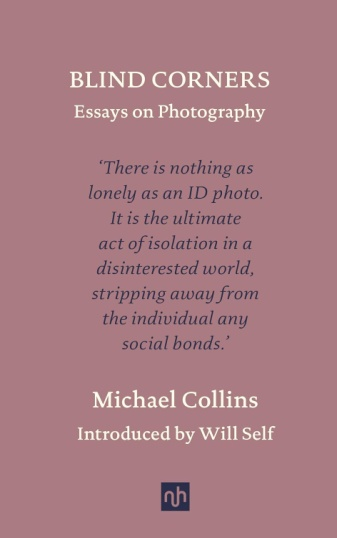 BLIND CORNERS
Essays on Photography
‘There is nothing as
lonely as an ID photo.
It is the ultimate
act of isolation in a
disinterested world,
stripping away from
the individual any
social bonds.’
Michael Collins
Introduced by Will Self
nh